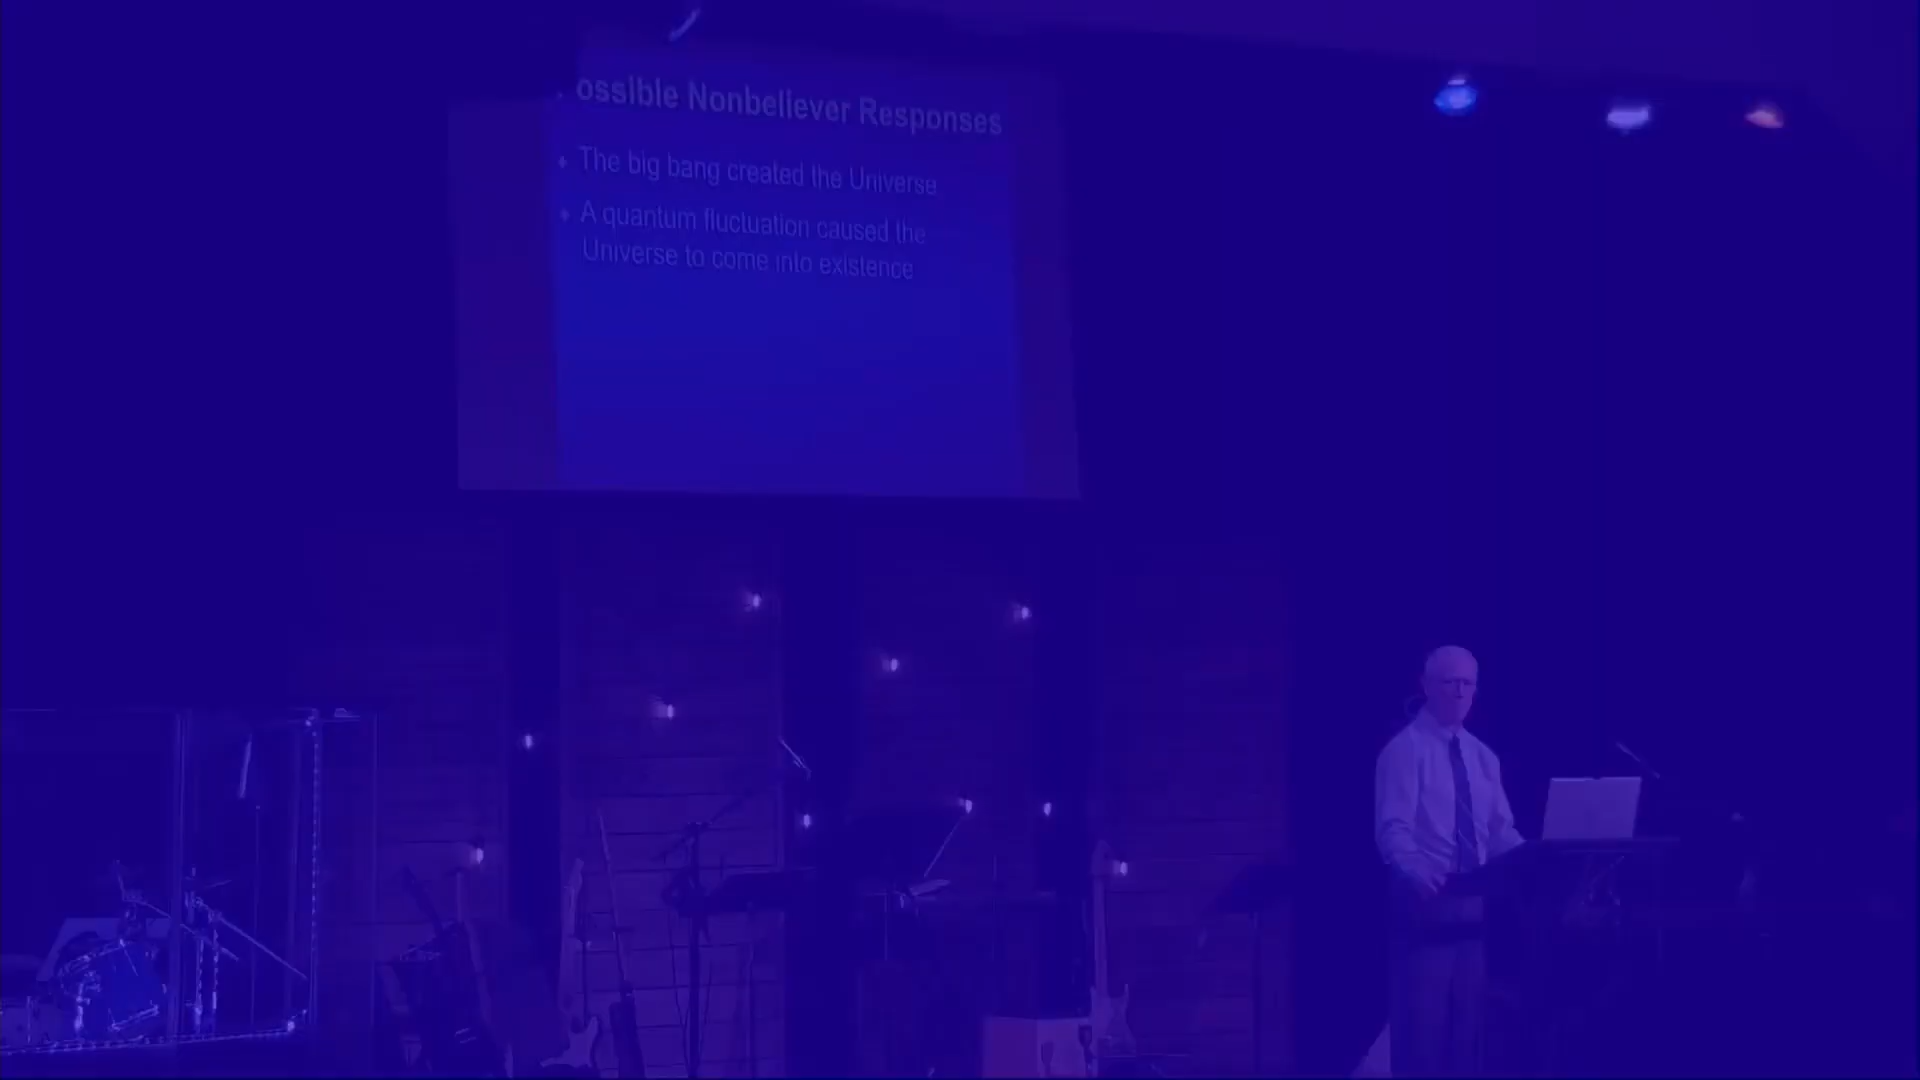 ossible Nonbeliever Responses
The big bang created the Universe
A quantum fluctuation caused the
Universe to come into existence